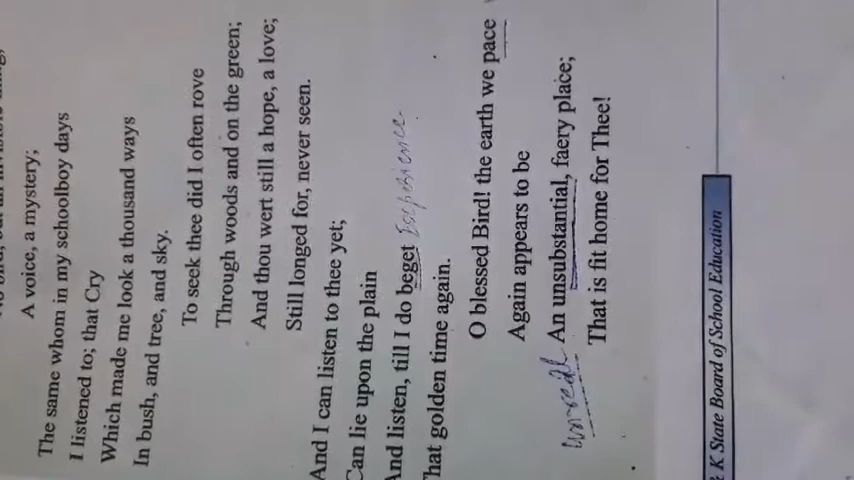 A voice, a mystery;
The same whom in my schoolboy days
I listened to; that Cry
Which made me look a thousand ways
In bush, and tree, and sky.
To seek thee did I often rove
Through woods and on the green;
And thou wert still a hope, a love;
Still longed for, never seen.
And I can listen to thee yet;
Can lie upon the plain
And listen, till I do beget Experience.
That golden time again.
O blessed Bird! the earth we pace
Again appears to be
unreal An unsubstantial, faery place;
That is fit home for Thee!
K State Board of School Education